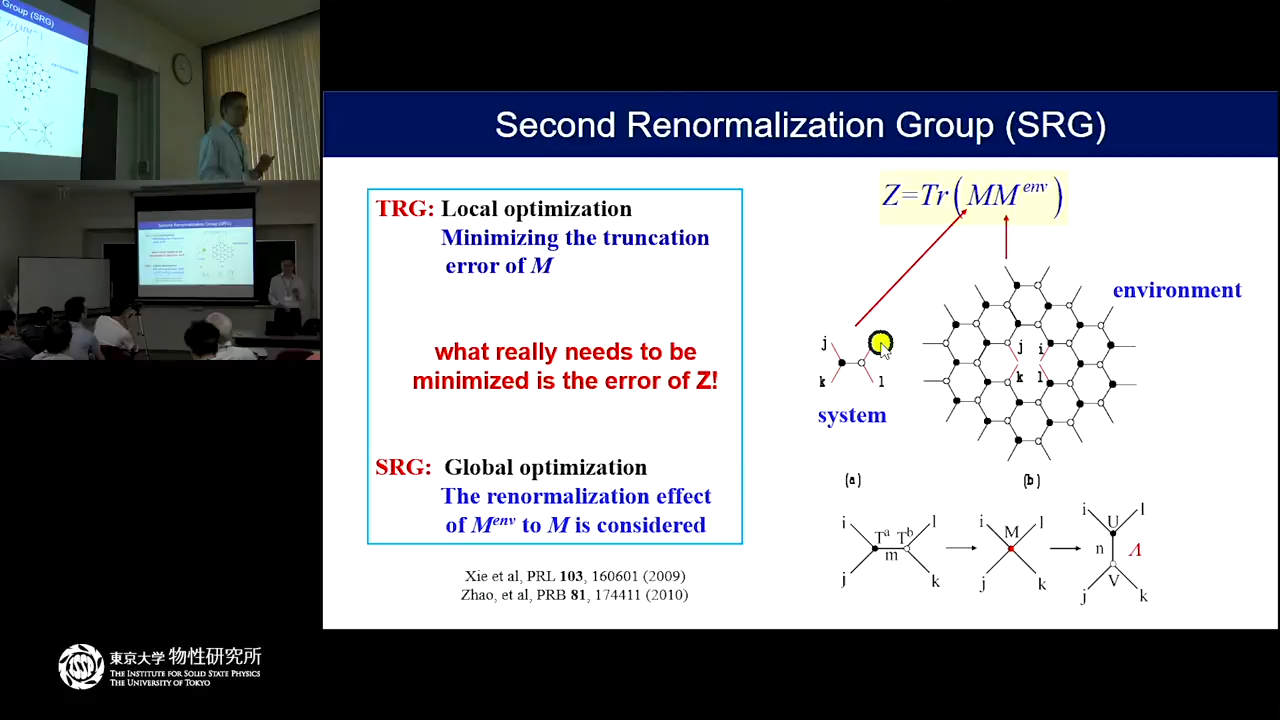 Group (SRG)
Second Renormalization Group (SRG)
Z=Tr(MM^env)
TRG: Local optimization
Minimizing the truncation
error of M
what really needs to be
minimized is the error of Z!
SRG: Global optimization
The renormalization effect
of M^env to M is considered
Xie et al, PRL 103, 160601 (2009)
Zhao, et al, PRB 81, 174411 (2010)
environment
j
k
l
system
j i
k l
(a)
(b)
i l
T^a T^b
m
j k
i l
M
j k
i l
U
n Λ
V
j k
東京大学 物性研究所
THE INSTITUTE FOR SOLID STATE PHYSICS
THE UNIVERSITY OF TOKYO